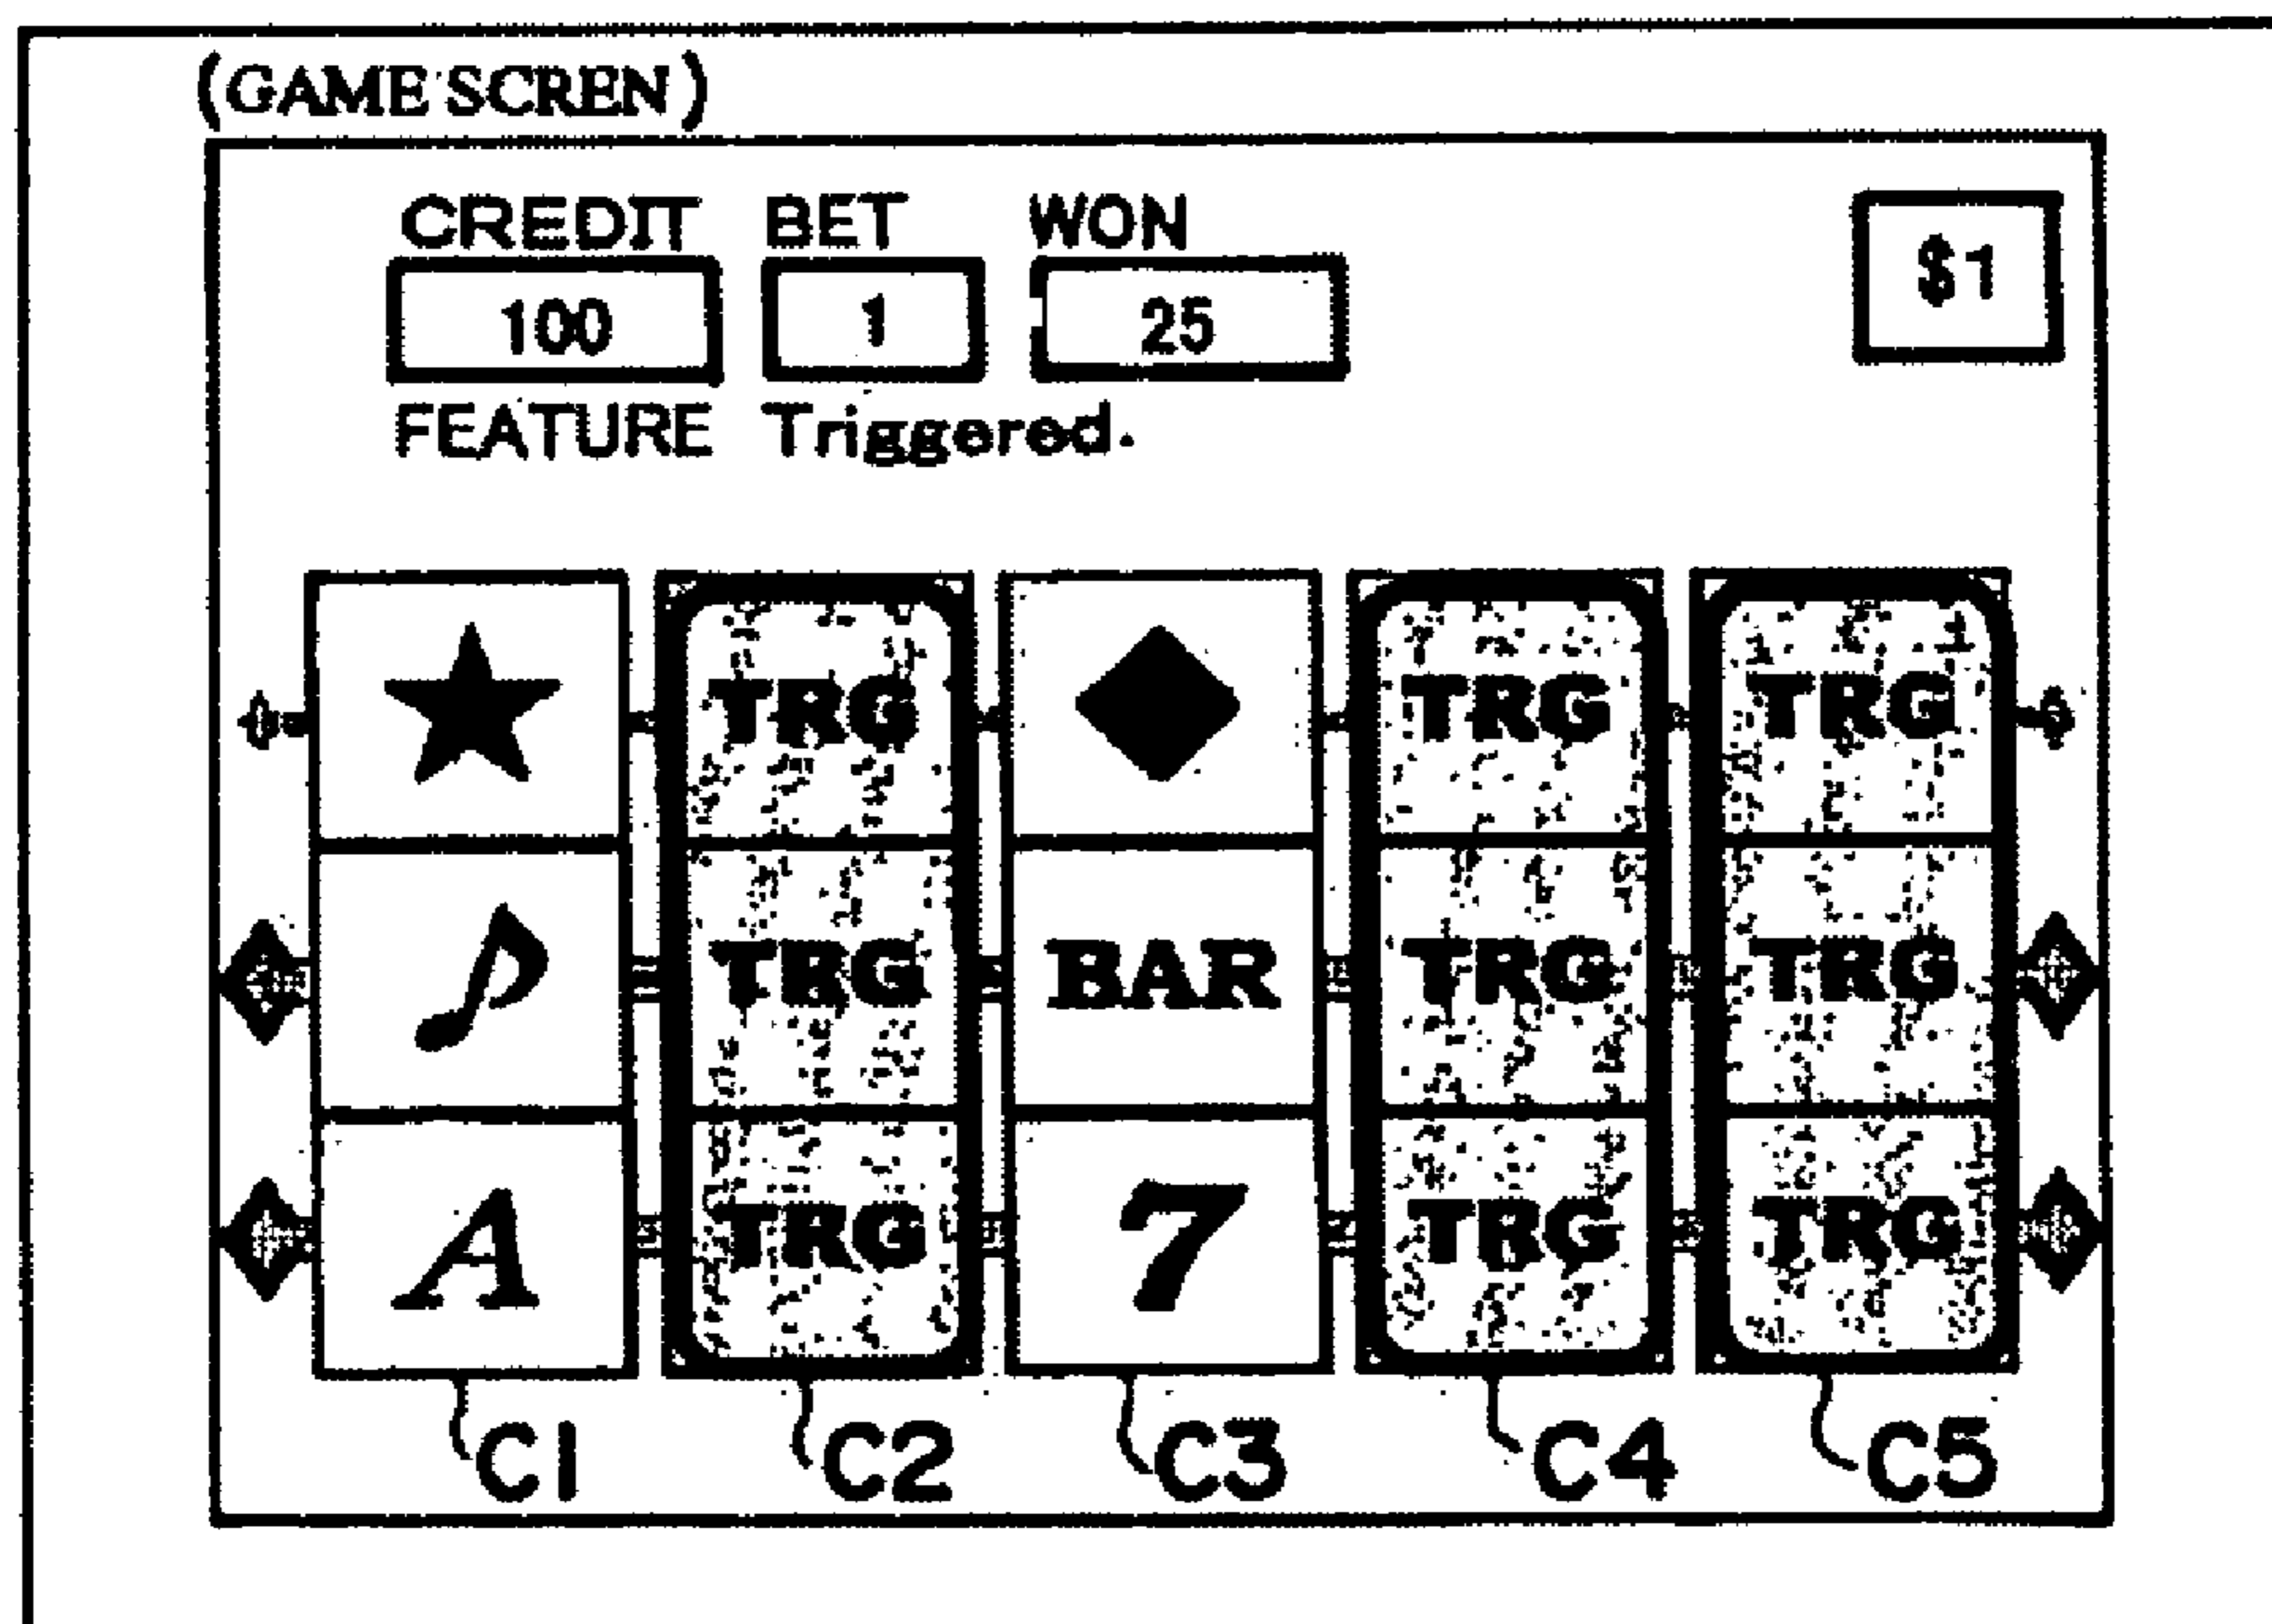 (GAME SCREN)
CREDIT BET WON
100 1 25 $1
FEATURE Triggered.
TRG TRG TRG
TRG BAR TRG TRG
A TRG 7 TRG TRG
C1 C2 C3 C4 C5